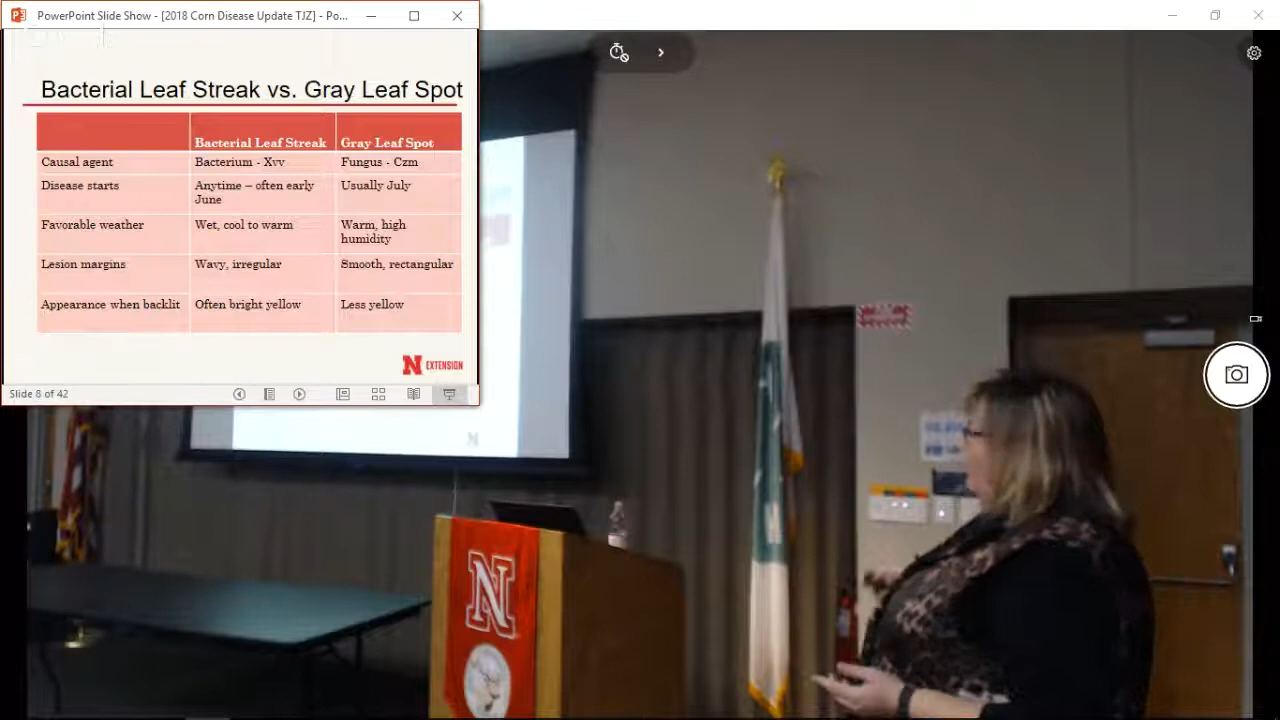 PowerPoint Slide Show - [2018 Corn Disease Update TJZ] - Po...
Bacterial Leaf Streak vs. Gray Leaf Spot
Bacterial Leaf Streak Gray Leaf Spot
Causal agent Bacterium - Xvv Fungus - Czm
Disease starts Anytime – often early June Usually July
Favorable weather Wet, cool to warm Warm, high humidity
Lesion margins Wavy, irregular Smooth, rectangular
Appearance when backlit Often bright yellow Less yellow
N EXTENSION
Slide 8 of 42
N